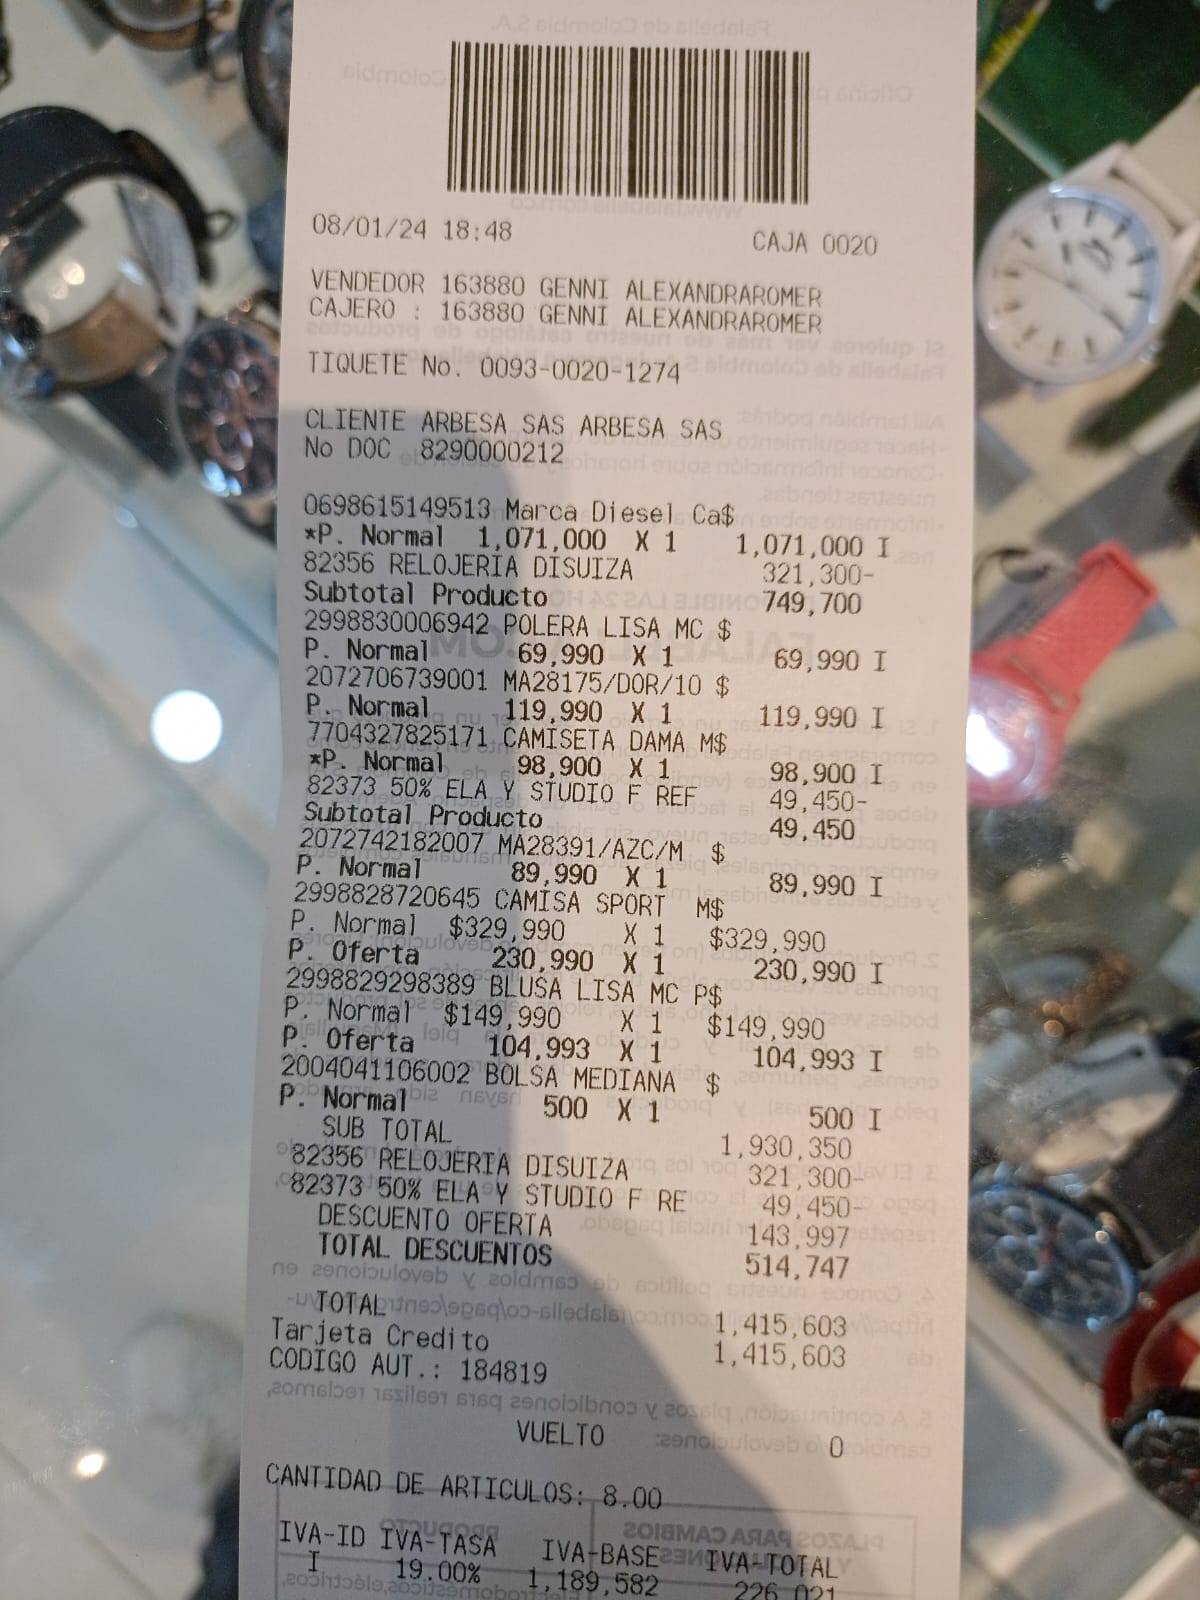 08/01/24 18:48 CAJA 0020
VENDEDOR 163880 GENNI ALEXANDRAROMER
CAJERO : 163880 GENNI ALEXANDRAROMER
TIQUETE No. 0093-0020-1274
CLIENTE ARBESA SAS ARBESA SAS
No DOC 8290000212
0698615149513 Marca Diesel Ca$
*P. Normal 1,071,000 X 1 1,071,000 I
82356 RELOJERIA DISUIZA 321,300-
Subtotal Producto 749,700
2998830006942 POLERA LISA MC $
P. Normal 69,990 X 1 69,990 I
2072706739001 MA28175/DOR/10 $
P. Normal 119,990 X 1 119,990 I
7704327825171 CAMISETA DAMA M$
*P. Normal 98,900 X 1 98,900 I
82373 50% ELA Y STUDIO F REF 49,450-
Subtotal Producto 49,450
2072742182007 MA28391/AZC/M $
P. Normal 89,990 X 1 89,990 I
2998828720645 CAMISA SPORT M$
P. Normal $329,990 X 1 $329,990
P. Oferta 230,990 X 1 230,990 I
2998829298389 BLUSA LISA MC P$
P. Normal $149,990 X 1 $149,990
P. Oferta 104,993 X 1 104,993 I
2004041106002 BOLSA MEDIANA $
P. Normal 500 X 1 500 I
SUB TOTAL 1,930,350
82356 RELOJERIA DISUIZA 321,300-
82373 50% ELA Y STUDIO F RE 49,450-
DESCUENTO OFERTA 143,997
TOTAL DESCUENTOS 514,747
TOTAL 1,415,603
Tarjeta Credito 1,415,603
CODIGO AUT.: 184819
VUELTO 0
CANTIDAD DE ARTICULOS: 8.00
IVA-ID IVA-TASA IVA-BASE IVA-TOTAL
I 19.00% 1,189,582 226,021